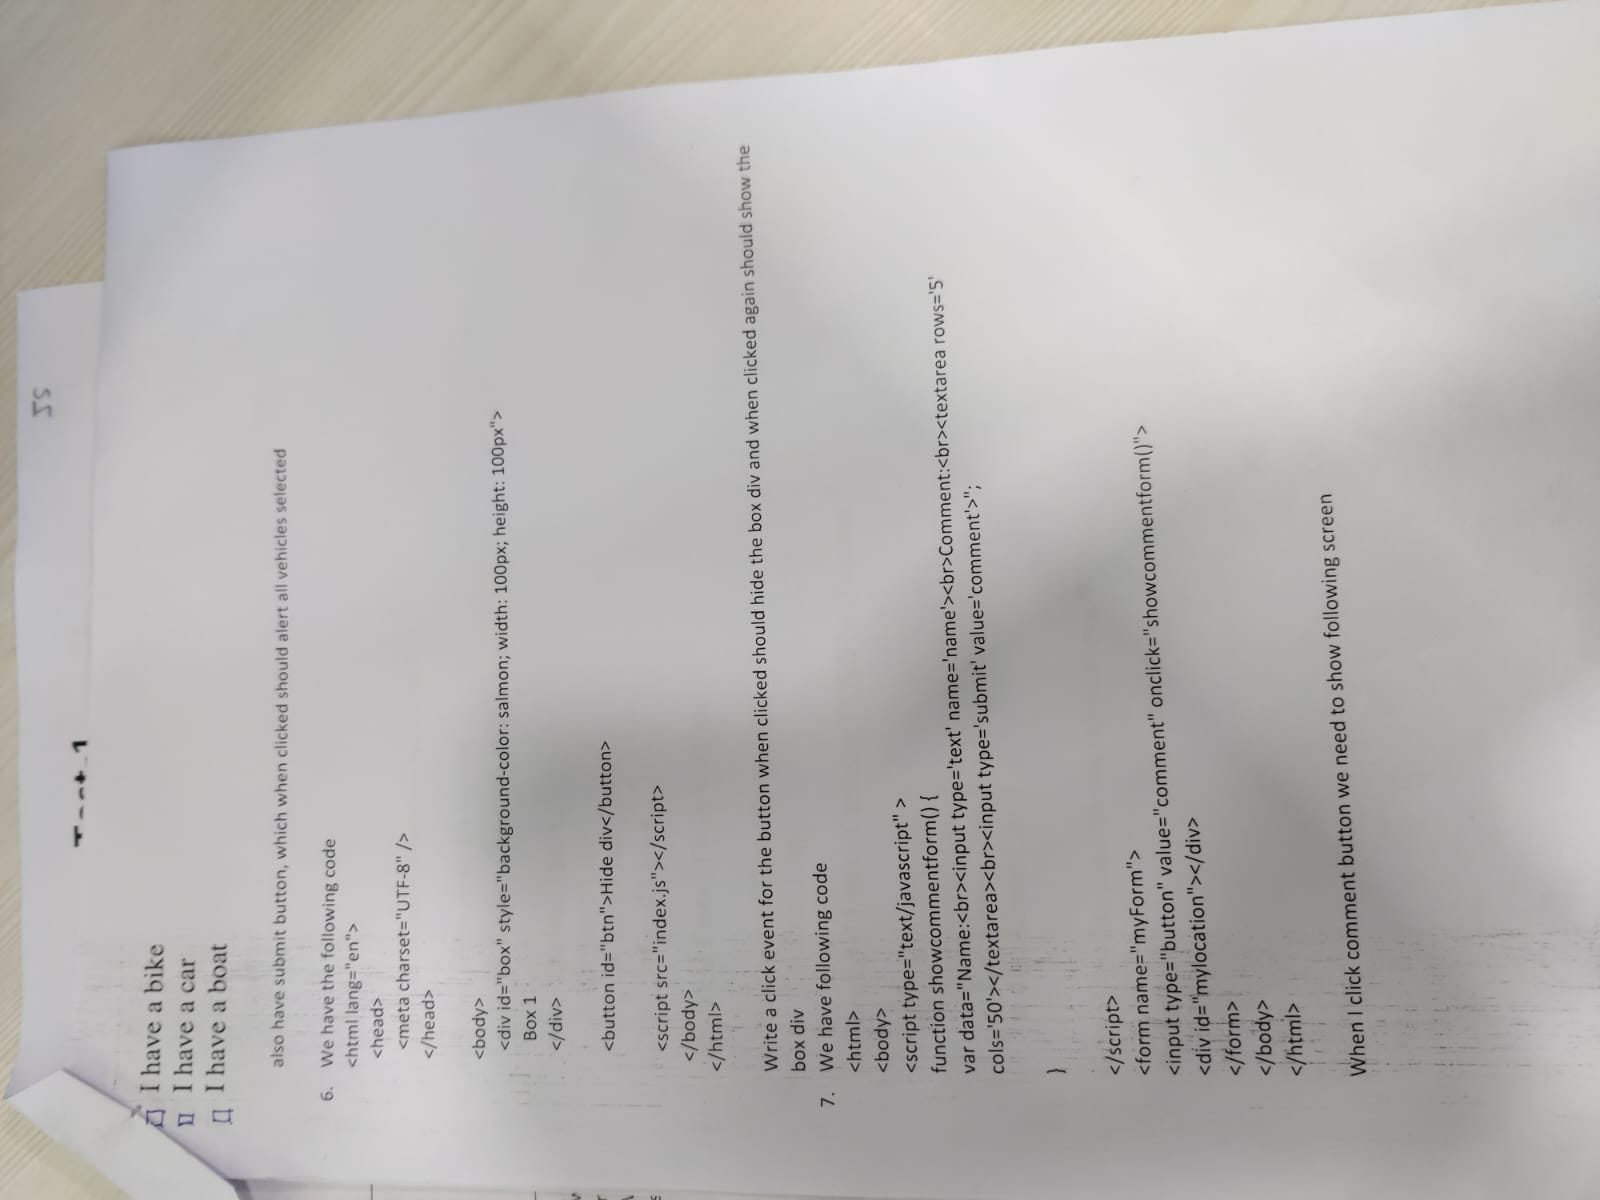 JS
Test-1
I have a bike
I have a car
I have a boat
also have submit button, which when clicked should alert all vehicles selected
6. We have the following code
<html lang="en">
<head>
<meta charset="UTF-8" />
</head>
<body>
<div id="box" style="background-color: salmon; width: 100px; height: 100px">
Box 1
</div>
<button id="btn">Hide div</button>
<script src="index.js"></script>
</body>
</html>
Write a click event for the button when clicked should hide the box div and when clicked again should show the
box div
7. We have following code
<html>
<body>
<script type="text/javascript" >
function showcommentform() {
var data="Name:<br><input type='text' name='name'><br>Comment:<br><textarea rows='5'
cols='50'></textarea><br><input type='submit' value='comment'>";
}
</script>
<form name="myForm">
<input type="button" value="comment" onclick="showcommentform()">
<div id="mylocation"></div>
</form>
</body>
</html>
When I click comment button we need to show following screen